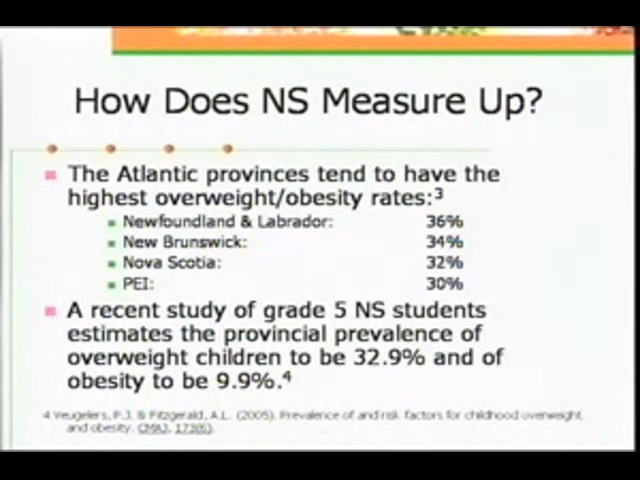 How Does NS Measure Up?
The Atlantic provinces tend to have the
highest overweight/obesity rates:3
Newfoundland & Labrador: 36%
New Brunswick: 34%
Nova Scotia: 32%
PEI: 30%
A recent study of grade 5 NS students
estimates the provincial prevalence of
overweight children to be 32.9% and of
obesity to be 9.9%.4
4 Veugelers, P.J. & Fitzgerald, A.L. (2005). Prevalence of and risk factors for childhood overweight
and obesity. CMAJ, 173(6).